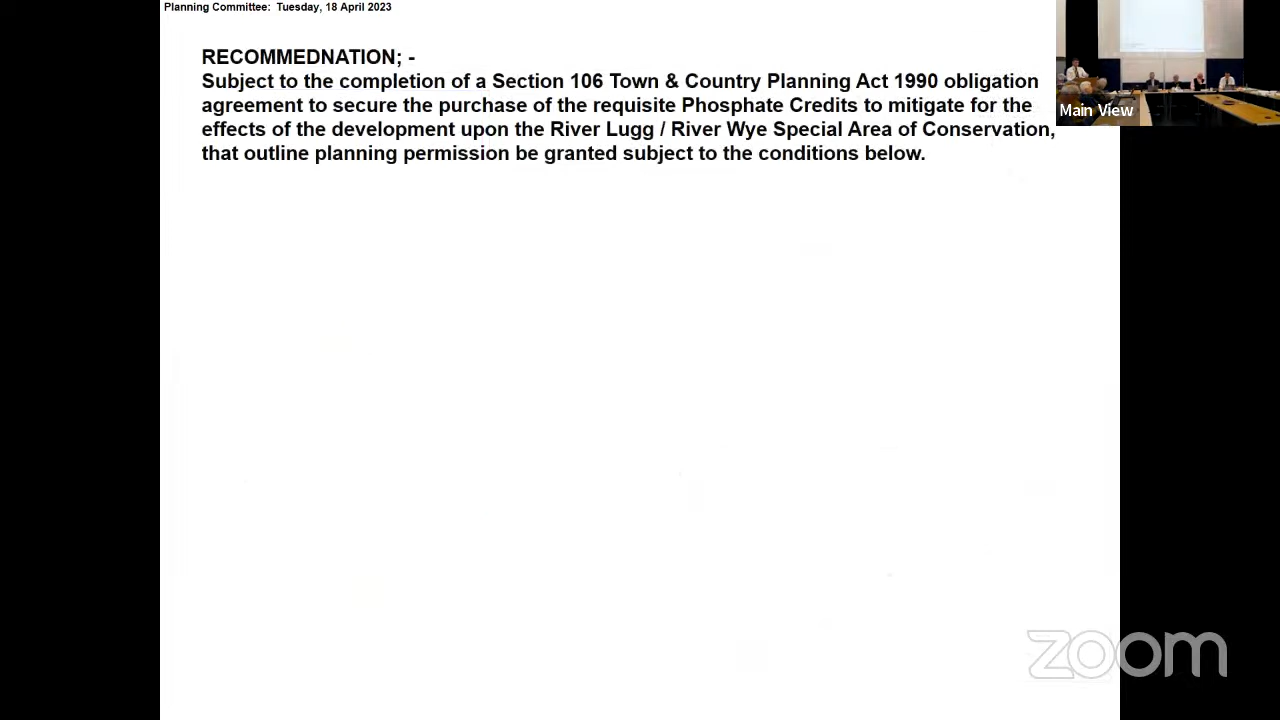 Planning Committee: Tuesday, 18 April 2023
RECOMMEDNATION; -
Subject to the completion of a Section 106 Town & Country Planning Act 1990 obligation
agreement to secure the purchase of the requisite Phosphate Credits to mitigate for the
effects of the development upon the River Lugg / River Wye Special Area of Conservation,
that outline planning permission be granted subject to the conditions below.
Main View
zoom